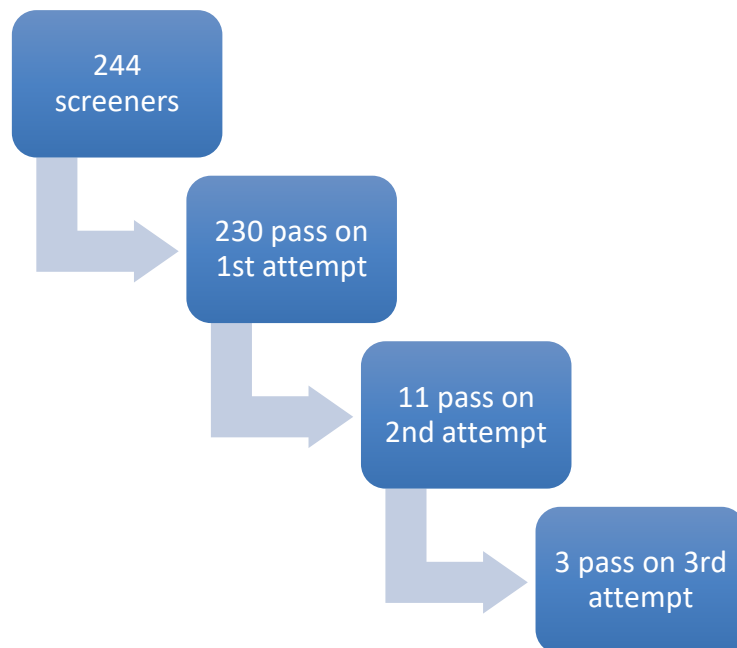 244
screeners
230 pass on
1st attempt
11 pass on
2nd attempt
3 pass on 3rd
attempt